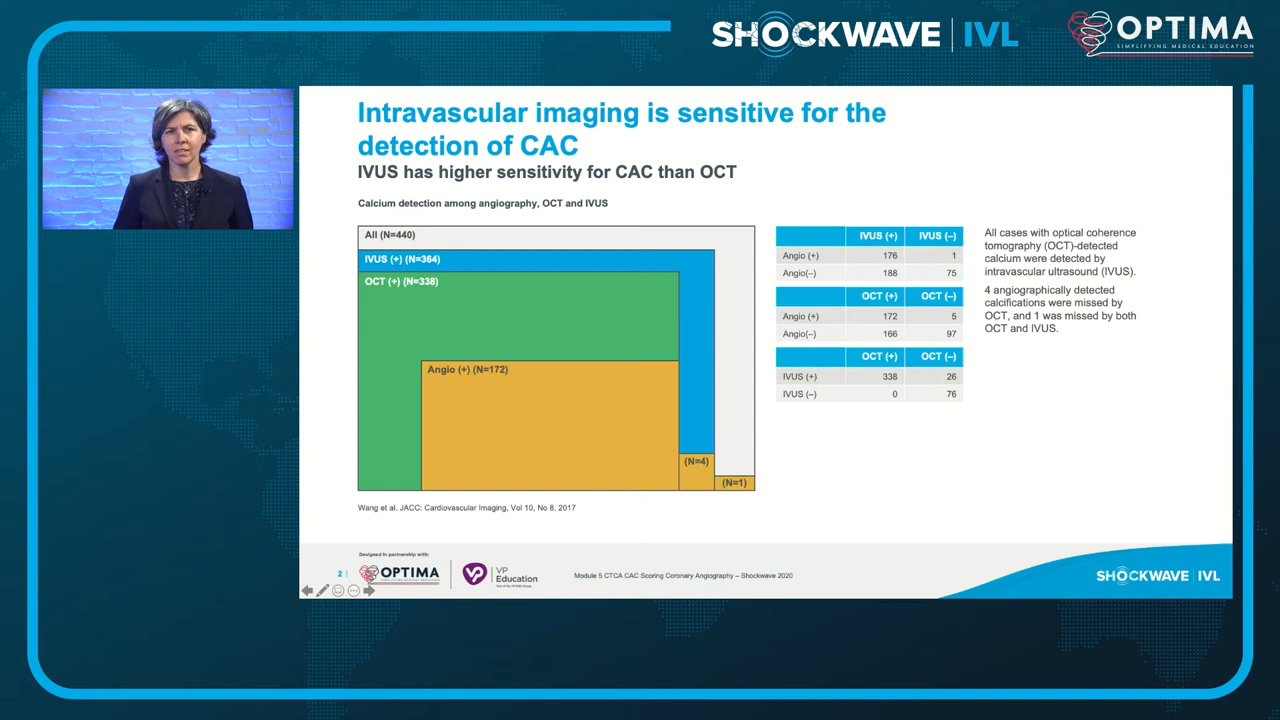 SHOCKWAVE | IVL
OPTIMA
SIMPLIFYING MEDICAL EDUCATION
Intravascular imaging is sensitive for the
detection of CAC
IVUS has higher sensitivity for CAC than OCT
Calcium detection among angiography, OCT and IVUS
All (N=440)
IVUS (+) (N=364)
OCT (+) (N=338)
Angio (+) (N=172)
(N=4)
(N=1)
IVUS (+) IVUS (–)
Angio (+) 176 1
Angio(–) 188 75
OCT (+) OCT (–)
Angio (+) 172 5
Angio(–) 166 97
OCT (+) OCT (–)
IVUS (+) 338 26
IVUS (–) 0 76
All cases with optical coherence
tomography (OCT)-detected
calcium were detected by
intravascular ultrasound (IVUS).
4 angiographically detected
calcifications were missed by
OCT, and 1 was missed by both
OCT and IVUS.
Wang et al. JACC: Cardiovascular Imaging, Vol 10, No 8, 2017
Designed in partnership with:
2 |
OPTIMA
SIMPLIFYING MEDICAL EDUCATION
VP
Education
Module 5 CTCA CAC Scoring Coronary Angiography – Shockwave 2020
SHOCKWAVE | IVL